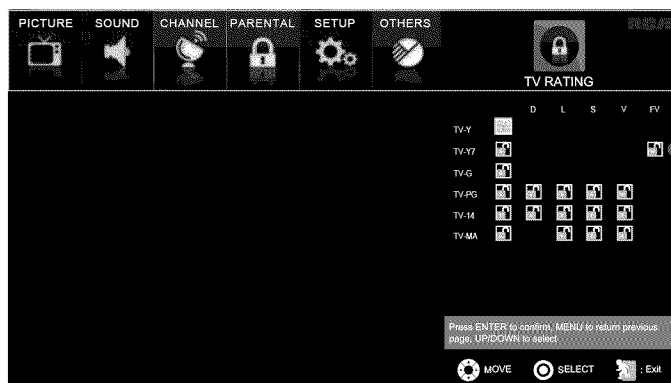 PICTURE SOUND CHANNEL PARENTAL SETUP OTHERS
RCA
TV RATING
D L S V FV
TV-Y
TV-Y7
TV-G
TV-PG
TV-14
TV-MA
Press ENTER to confirm, MENU to return previous
page, UP/DOWN to select
MOVE SELECT : Exit